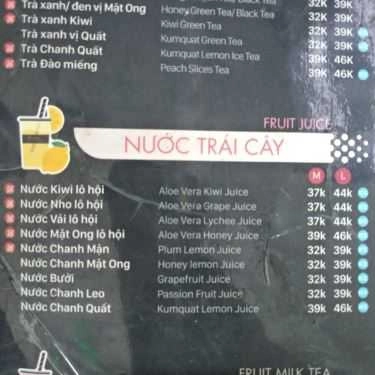 Trà xanh/ đen vị Mật Ong Honey Green Tea/ Black Tea 32K 39K
Trà xanh Kiwi Kiwi Green Tea 32K 39K
Trà xanh vị Quất Kumquat Green Tea 32K 39K
Trà Chanh Quất Kumquat Lemon Ice Tea 39K 46K
Trà Đào miếng Peach Slices Tea 39K 46K
FRUIT JUICE
NƯỚC TRÁI CÂY
M L
Nước Kiwi lô hội Aloe Vera Kiwi Juice 37k 44k
Nước Nho lô hội Aloe Vera Grape Juice 37k 44k
Nước Vải lô hội Aloe Vera Lychee Juice 37k 44k
Nước Mật Ong lô hội Aloe Vera Honey Juice 39k 46k
Nước Chanh Mận Plum Lemon Juice 32k 39k
Nước Chanh Mật Ong Honey lemon Juice 32k 39k
Nước Bưởi Grapefruit Juice 32k 39k
Nước Chanh Leo Passion Fruit Juice 32k 39k
Nước Chanh Quất Kumquat Lemon Juice 39k 46k
FRUIT MILK TEA